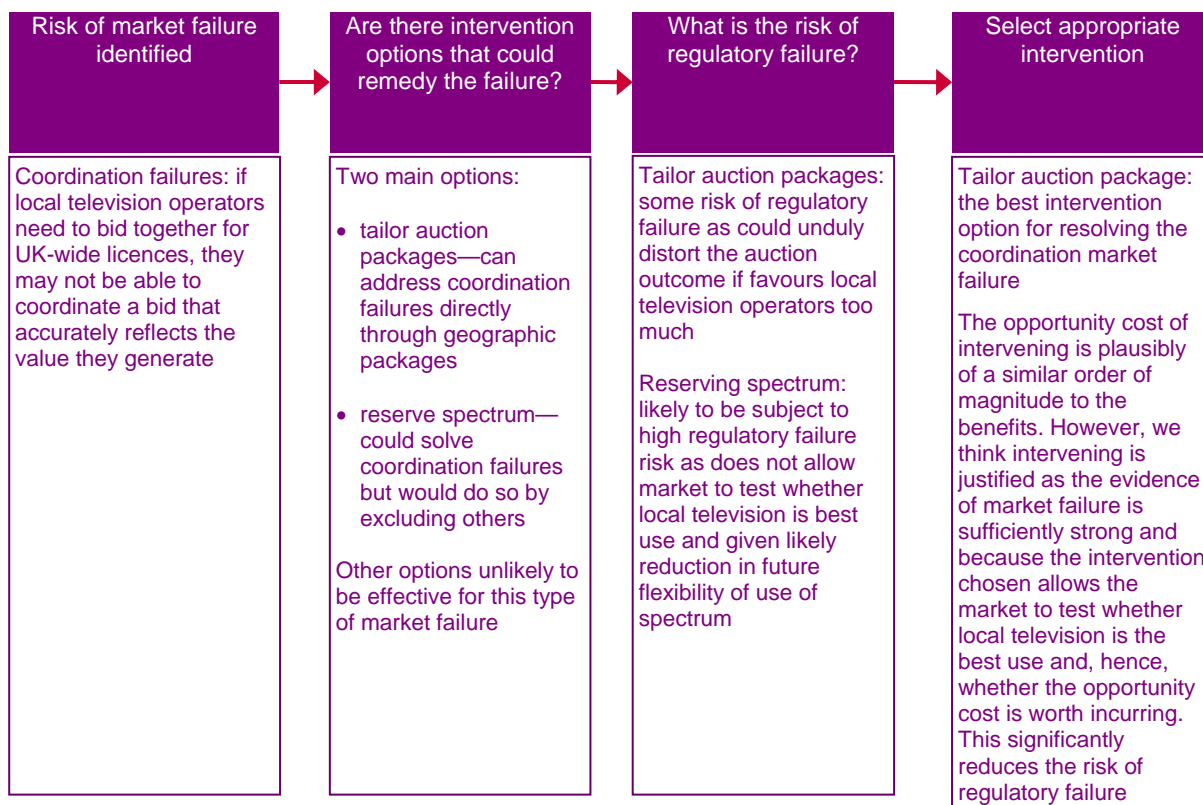 Risk of market failure
identified
Coordination failures: if
local television operators
need to bid together for
UK-wide licences, they
may not be able to
coordinate a bid that
accurately reflects the
value they generate
Are there intervention
options that could
remedy the failure?
Two main options:
• tailor auction
packages—can
address coordination
failures directly
through geographic
packages
• reserve spectrum—
could solve
coordination failures
but would do so by
excluding others
Other options unlikely to
be effective for this type
of market failure
What is the risk of
regulatory failure?
Tailor auction packages:
some risk of regulatory
failure as could unduly
distort the auction
outcome if favours local
television operators too
much
Reserving spectrum:
likely to be subject to
high regulatory failure
risk as does not allow
market to test whether
local television is best
use and given likely
reduction in future
flexibility of use of
spectrum
Select appropriate
intervention
Tailor auction package:
the best intervention
option for resolving the
coordination market
failure
The opportunity cost of
intervening is plausibly
of a similar order of
magnitude to the
benefits. However, we
think intervening is
justified as the evidence
of market failure is
sufficiently strong and
because the intervention
chosen allows the
market to test whether
local television is the
best use and, hence,
whether the opportunity
cost is worth incurring.
This significantly
reduces the risk of
regulatory failure